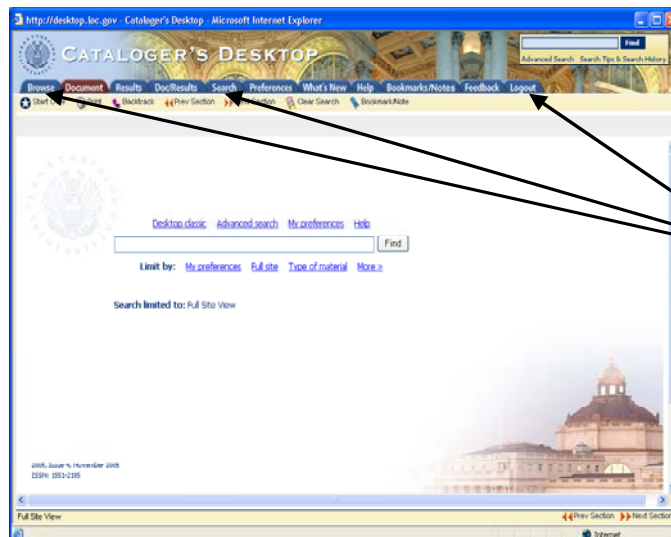 http://desktop.loc.gov - Cataloger's Desktop - Microsoft Internet Explorer
CATALOGER'S DESKTOP
Find
Advanced Search Search Tips & Search History
Browse Document Results Doc/Results Search Preferences What's New Help Bookmarks/Notes Feedback Logout
Start Print Backtrack Prev Section Section Clear Search Bookmark/Note
Desktop classic Advanced search My preferences Help
Find
Limit by: My preferences Full site Type of material More »
Search limited to: Full Site View
2005, Issue 4, November 2005
ISSN: 1551-2185
Full Site View Prev Section Next Section
Internet